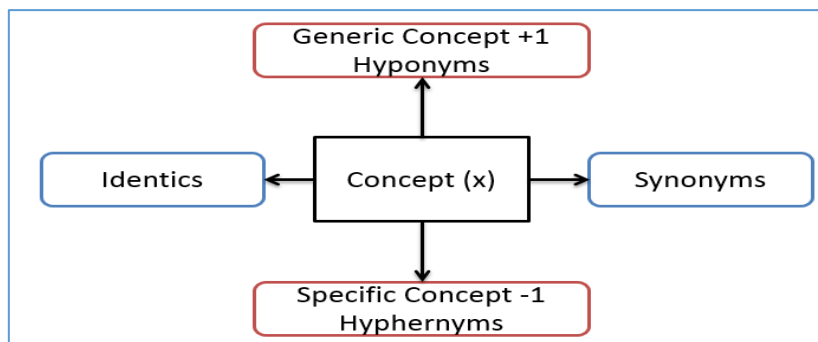 Generic Concept +1
Hyponyms
Identics
Concept (x)
Synonyms
Specific Concept -1
Hyphernyms